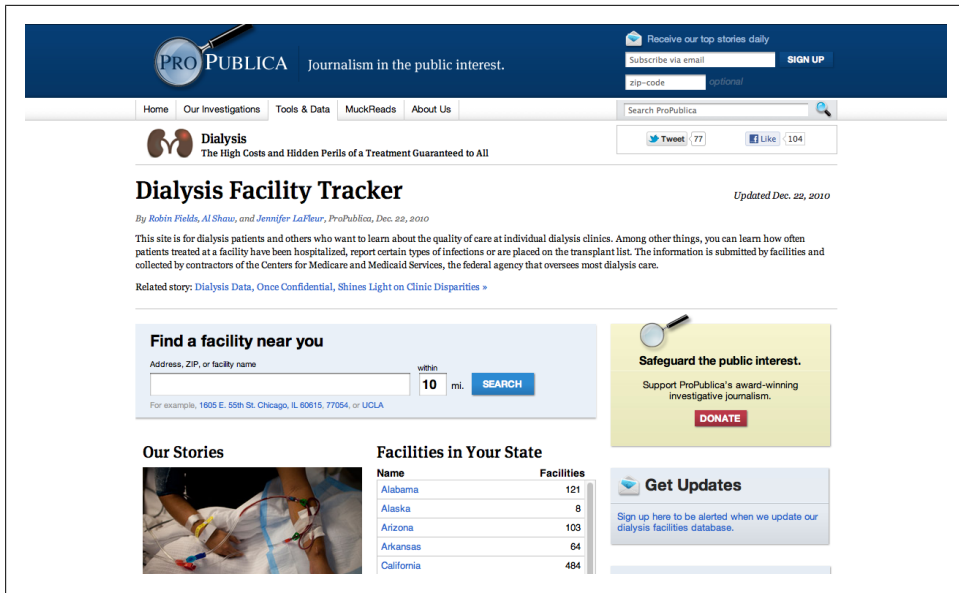 PROPUBLICA
Journalism in the public interest.
Receive our top stories daily
Subscribe via email
SIGN UP
zip-code
optional
Home
Our Investigations
Tools & Data
MuckReads
About Us
Search ProPublica
Dialysis
The High Costs and Hidden Perils of a Treatment Guaranteed to All
Tweet 77
Like 104
Dialysis Facility Tracker
Updated Dec. 22, 2010
By Robin Fields, Al Shaw, and Jennifer LaFleur, ProPublica, Dec. 22, 2010
This site is for dialysis patients and others who want to learn about the quality of care at individual dialysis clinics. Among other things, you can learn how often
patients treated at a facility have been hospitalized, report certain types of infections or are placed on the transplant list. The information is submitted by facilities and
collected by contractors of the Centers for Medicare and Medicaid Services, the federal agency that oversees most dialysis care.
Related story: Dialysis Data, Once Confidential, Shines Light on Clinic Disparities »
Find a facility near you
Address, ZIP, or facility name
within
10 mi.
SEARCH
For example, 1605 E. 55th St. Chicago, IL 60615, 77054, or UCLA
Safeguard the public interest.
Support ProPublica's award-winning
investigative journalism.
DONATE
Our Stories
Facilities in Your State
Name Facilities
Alabama 121
Alaska 8
Arizona 103
Arkansas 64
California 484
Get Updates
Sign up here to be alerted when we update our
dialysis facilities database.